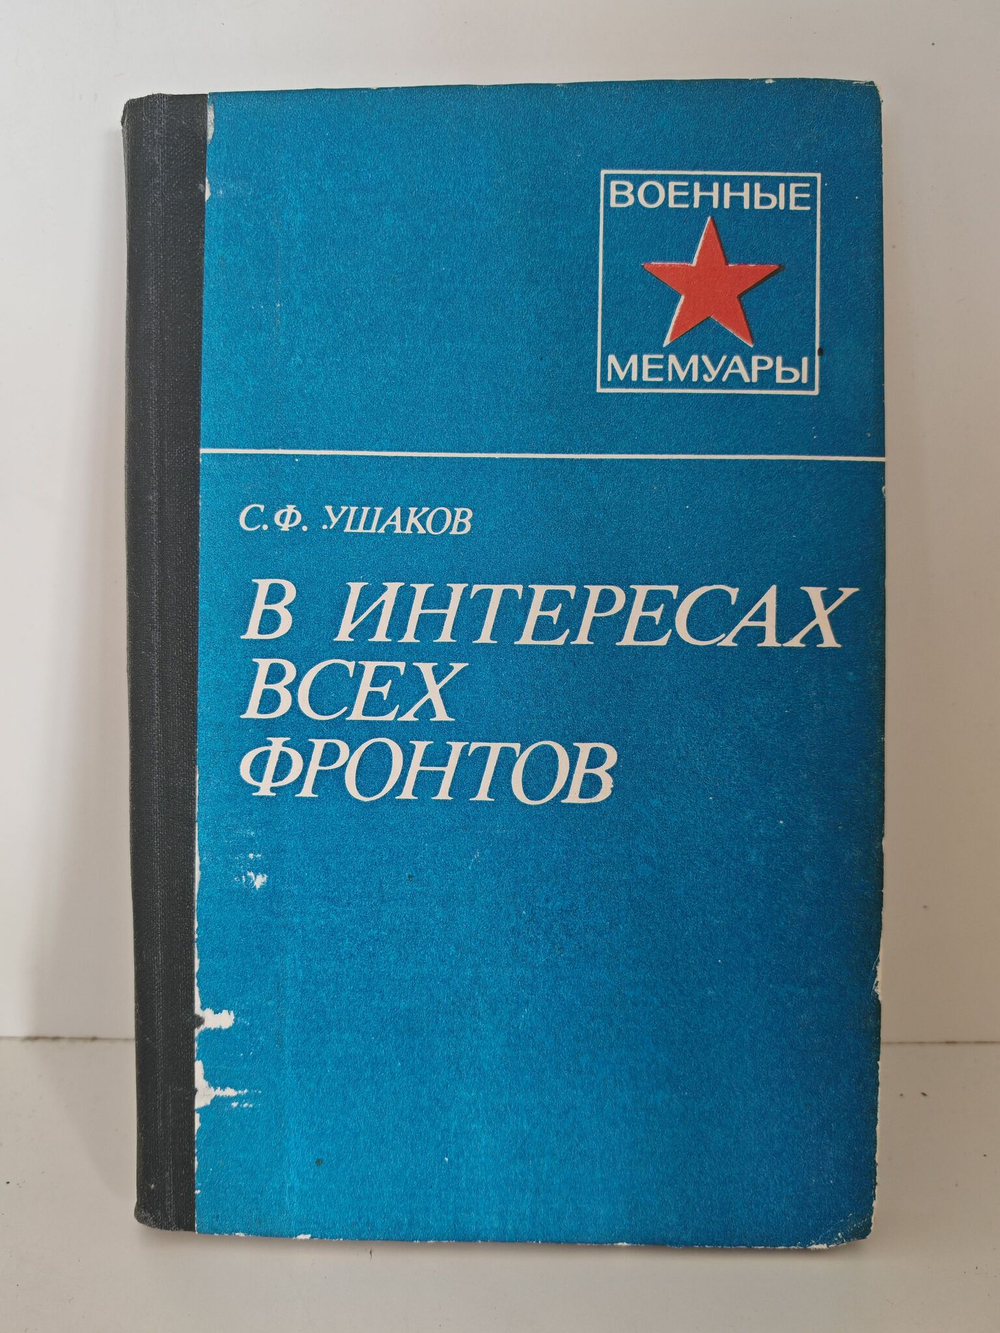 ВОЕННЫЕ
МЕМУАРЫ
С. Ф. УШАКОВ
В ИНТЕРЕСАХ
ВСЕХ
ФРОНТОВ